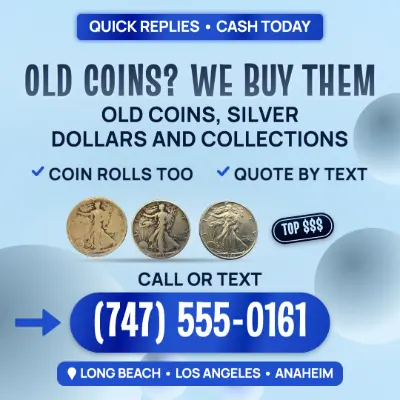 QUICK REPLIES • CASH TODAY
OLD COINS? WE BUY THEM
OLD COINS, SILVER
DOLLARS AND COLLECTIONS
COIN ROLLS TOO
QUOTE BY TEXT
TOP $$$
CALL OR TEXT
(747) 555-0161
LONG BEACH • LOS ANGELES • ANAHEIM